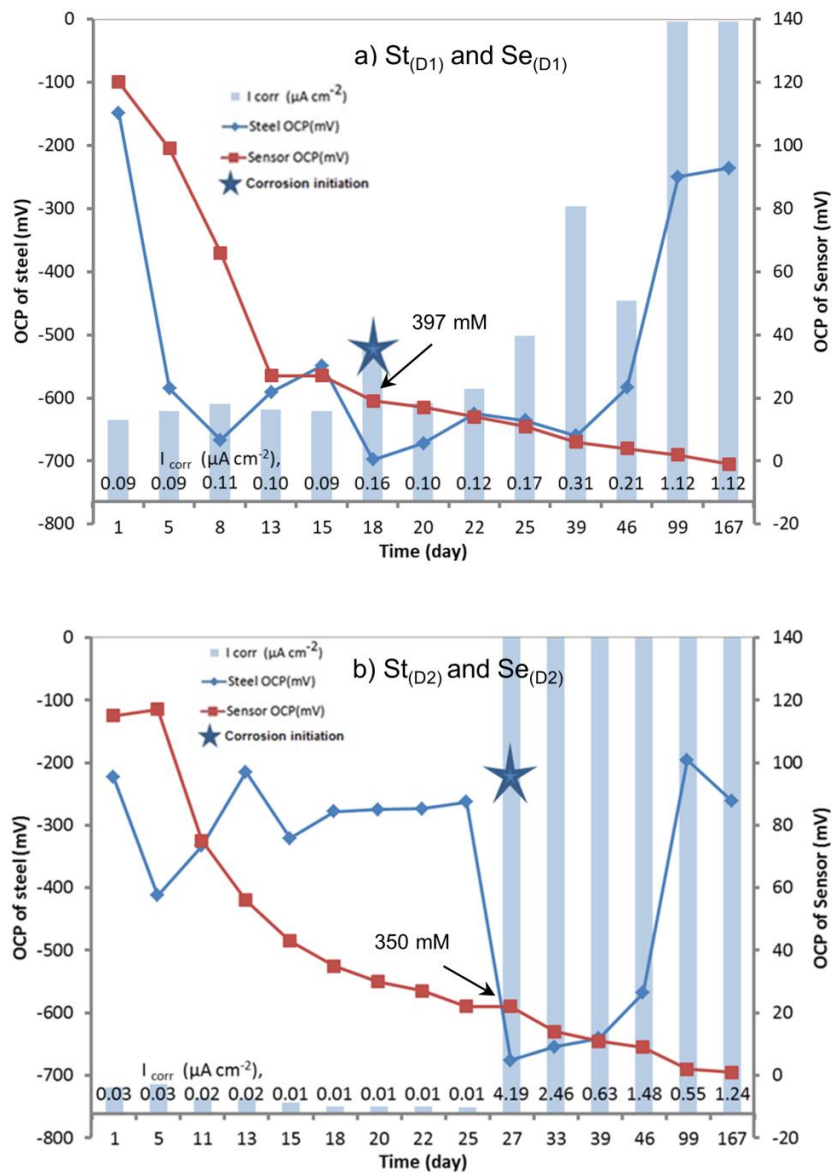 a) St(D1) and Se(D1)
I corr (µA cm-2)
Steel OCP(mV)
Sensor OCP(mV)
Corrosion initiation
397 mM
OCP of steel (mV)
0
-100
-200
-300
-400
-500
-600
-700
-800
OCP of Sensor (mV)
140
120
100
80
60
40
20
0
-20
I corr (µA cm-2),
0.09 0.09 0.11 0.10 0.09 0.16 0.10 0.12 0.17 0.31 0.21 1.12 1.12
1 5 8 13 15 18 20 22 25 39 46 99 167
Time (day)
b) St(D2) and Se(D2)
I corr (µA cm-2)
Steel OCP(mV)
Sensor OCP(mV)
Corrosion initiation
350 mM
OCP of steel (mV)
0
-100
-200
-300
-400
-500
-600
-700
-800
OCP of Sensor (mV)
140
120
100
80
60
40
20
0
-20
I corr (µA cm-2),
0.03 0.03 0.02 0.02 0.01 0.01 0.01 0.01 0.01 4.19 2.46 0.63 1.48 0.55 1.24
1 5 11 13 15 18 20 22 25 27 33 39 46 99 167
Time (day)